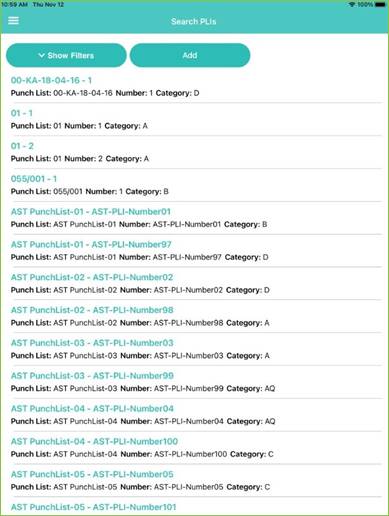 10:59 AM Thu Nov 12
100%
Search PLIs
Show Filters
Add
00-KA-18-04-16 - 1
Punch List: 00-KA-18-04-16 Number: 1 Category: D
01 - 1
Punch List: 01 Number: 1 Category: A
01 - 2
Punch List: 01 Number: 2 Category: A
055/001 - 1
Punch List: 055/001 Number: 1 Category: B
AST PunchList-01 - AST-PLI-Number01
Punch List: AST PunchList-01 Number: AST-PLI-Number01 Category: B
AST PunchList-01 - AST-PLI-Number97
Punch List: AST PunchList-01 Number: AST-PLI-Number97 Category: D
AST PunchList-02 - AST-PLI-Number02
Punch List: AST PunchList-02 Number: AST-PLI-Number02 Category: D
AST PunchList-02 - AST-PLI-Number98
Punch List: AST PunchList-02 Number: AST-PLI-Number98 Category: A
AST PunchList-03 - AST-PLI-Number03
Punch List: AST PunchList-03 Number: AST-PLI-Number03 Category: A
AST PunchList-03 - AST-PLI-Number99
Punch List: AST PunchList-03 Number: AST-PLI-Number99 Category: AQ
AST PunchList-04 - AST-PLI-Number04
Punch List: AST PunchList-04 Number: AST-PLI-Number04 Category: AQ
AST PunchList-04 - AST-PLI-Number100
Punch List: AST PunchList-04 Number: AST-PLI-Number100 Category: C
AST PunchList-05 - AST-PLI-Number05
Punch List: AST PunchList-05 Number: AST-PLI-Number05 Category: C
AST PunchList-05 - AST-PLI-Number101